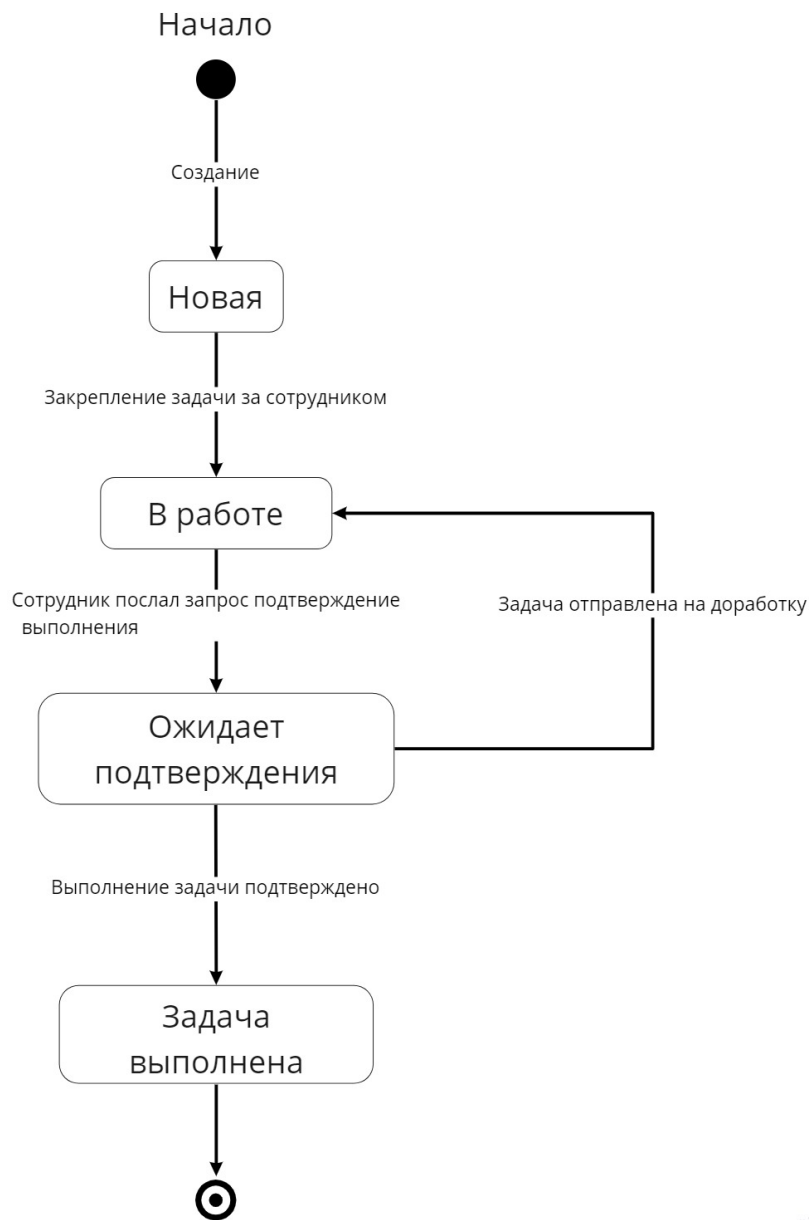 Начало
Создание
Новая
Закрепление задачи за сотрудником
В работе
Сотрудник послал запрос подтверждение
выполнения
Задача отправлена на доработку
Ожидает
подтверждения
Выполнение задачи подтверждено
Задача
выполнена